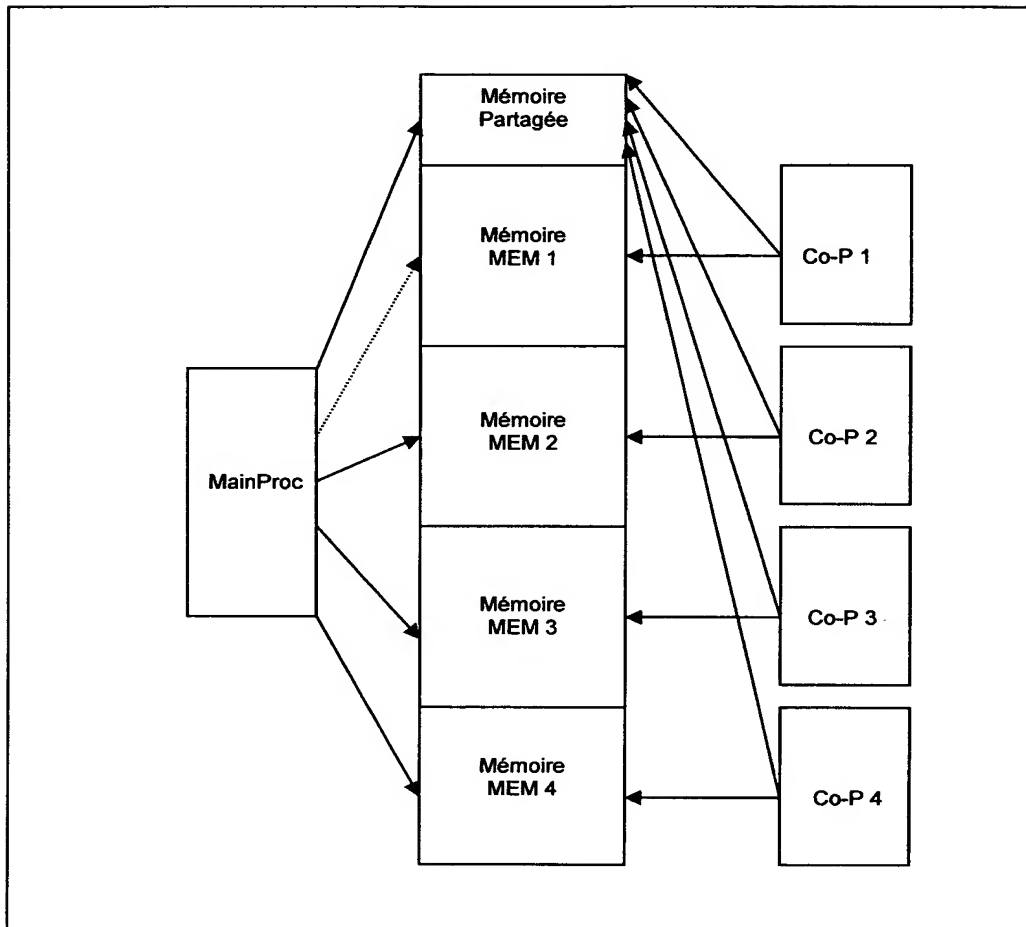 Mémoire
Partagée
Mémoire
MEM 1
Co-P 1
Mémoire
MEM 2
Co-P 2
MainProc
Mémoire
MEM 3
Co-P 3
Mémoire
MEM 4
Co-P 4